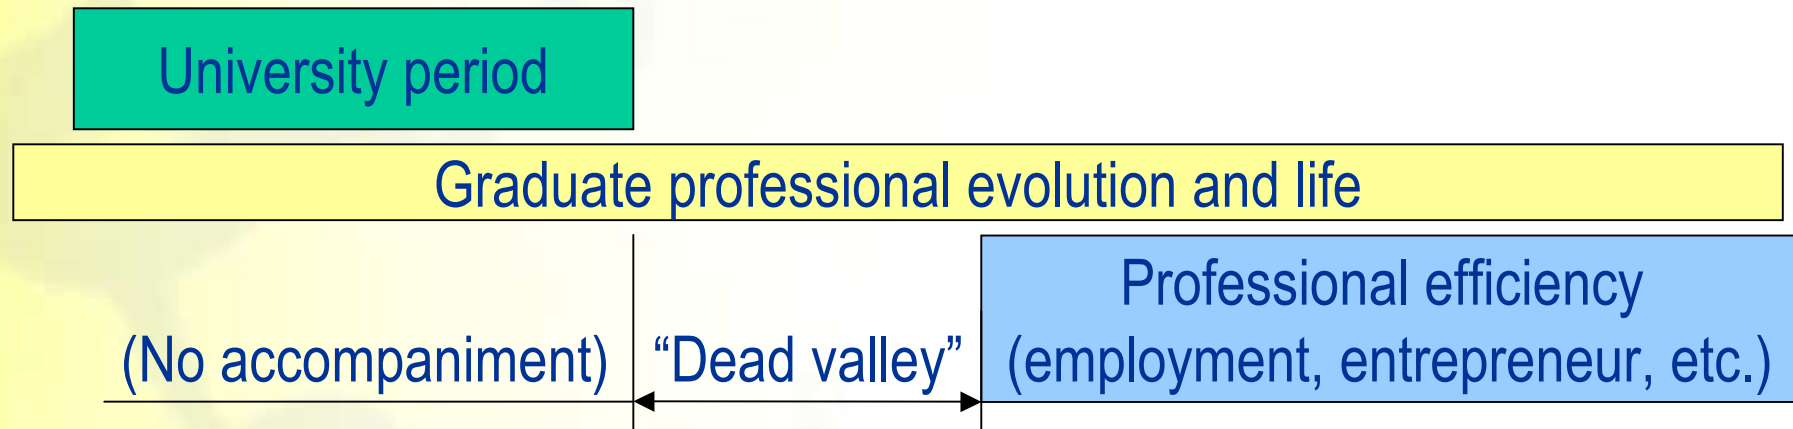 University period
Graduate professional evolution and life
Professional efficiency
(No accompaniment) “Dead valley” (employment, entrepreneur, etc.)